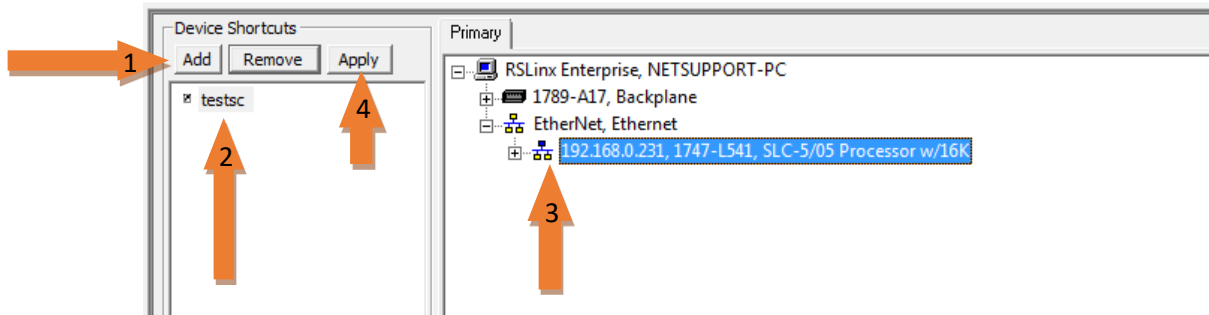 Device Shortcuts
1 Add Remove Apply
testsc
2
4
Primary
RSLinx Enterprise, NETSUPPORT-PC
1789-A17, Backplane
EtherNet, Ethernet
192.168.0.231, 1747-L541, SLC-5/05 Processor w/16K
3